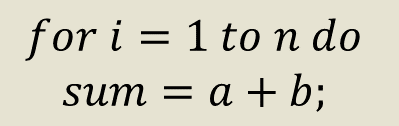 for i = 1 to n do
sum = a + b;